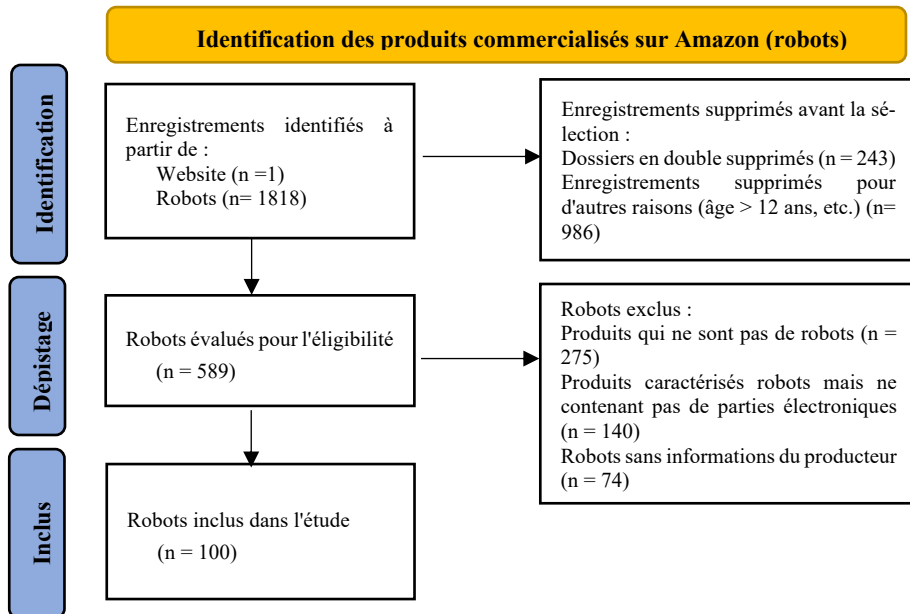 Identification des produits commercialisés sur Amazon (robots)
Identification
Enregistrements identifiés à
partir de :
Website (n =1)
Robots (n= 1818)
Enregistrements supprimés avant la sé-
lection :
Dossiers en double supprimés (n = 243)
Enregistrements supprimés pour
d'autres raisons (âge > 12 ans, etc.) (n=
986)
Dépistage
Robots évalués pour l'éligibilité
(n = 589)
Robots exclus :
Produits qui ne sont pas de robots (n =
275)
Produits caractérisés robots mais ne
contenant pas de parties électroniques
(n = 140)
Robots sans informations du producteur
(n = 74)
Inclus
Robots inclus dans l'étude
(n = 100)